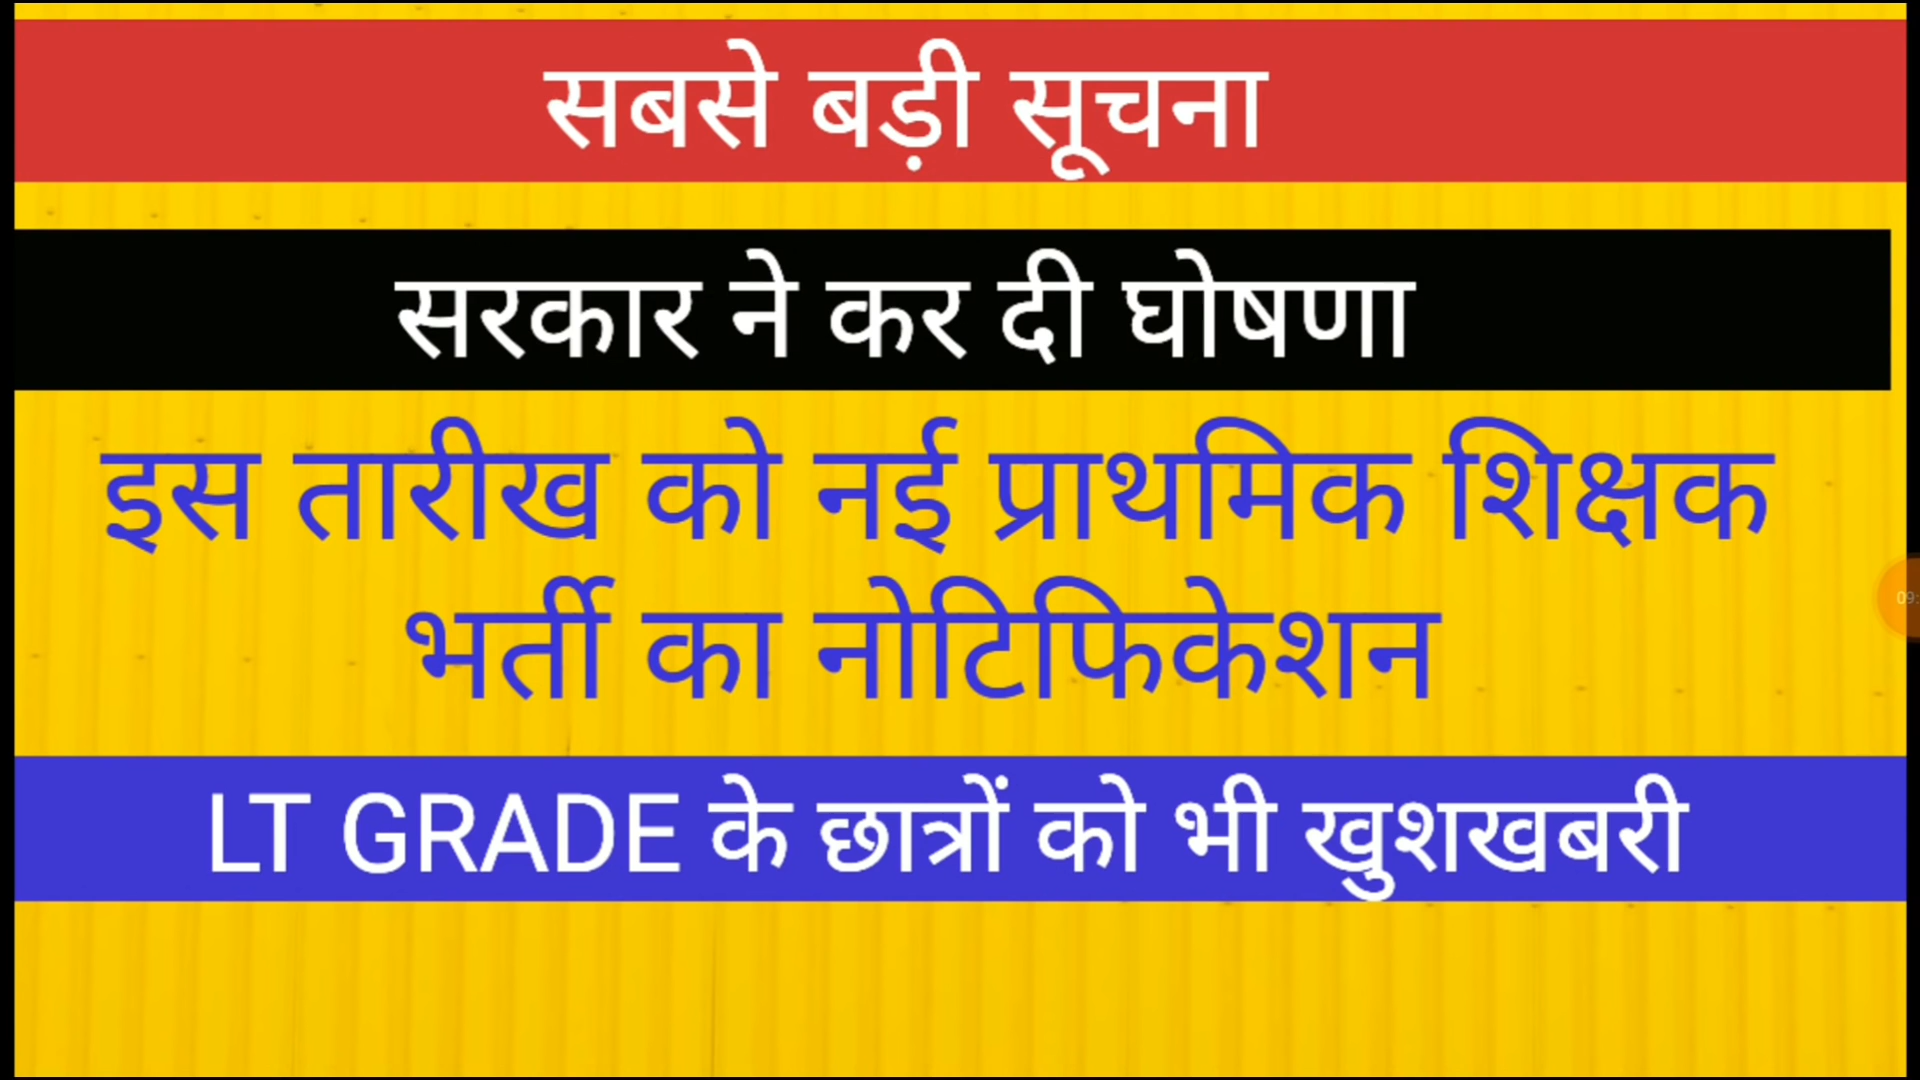 सबसे बड़ी सूचना
सरकार ने कर दी घोषणा
इस तारीख को नई प्राथमिक शिक्षक
भर्ती का नोटिफिकेशन
LT GRADE के छात्रों को भी खुशखबरी